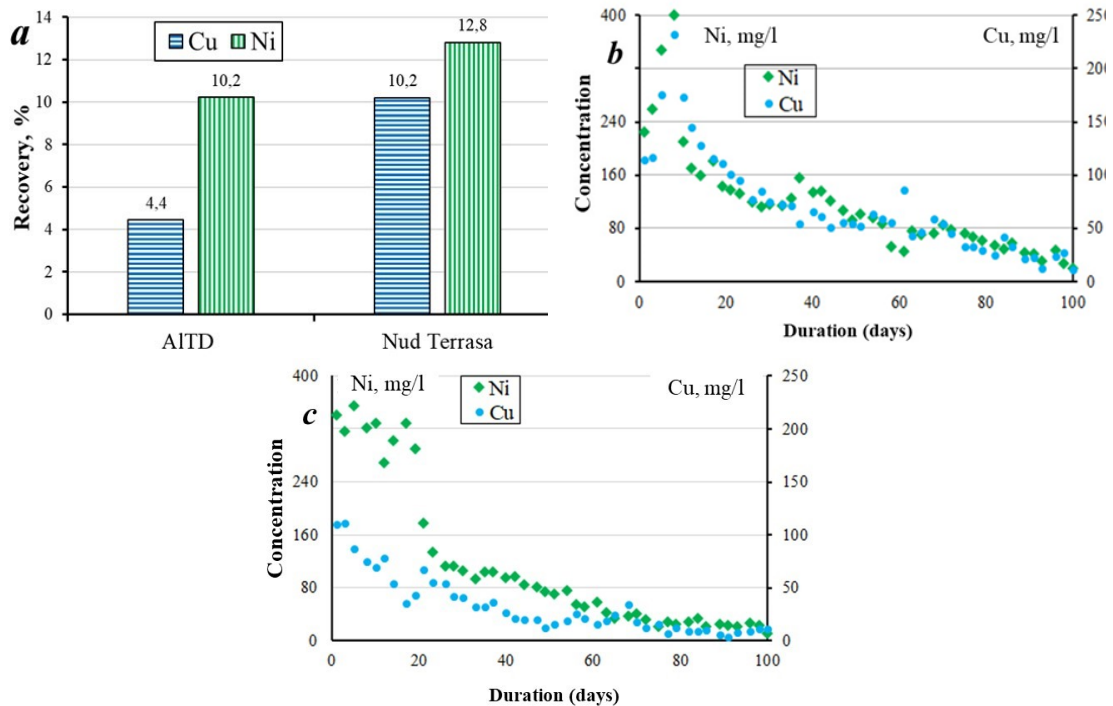 a
Cu Ni
Recovery, %
14
12
10
8
6
4
2
0
4,4
10,2
10,2
12,8
AlTD
Nud Terrasa
b
Ni, mg/l
Cu, mg/l
Ni
Cu
Concentration
400
240
160
80
0
250
200
150
100
50
0
0 20 40 60 80 100
Duration (days)
c
Ni, mg/l
Cu, mg/l
Ni
Cu
Concentration
400
240
160
80
0
250
200
150
100
50
0
0 20 40 60 80 100
Duration (days)